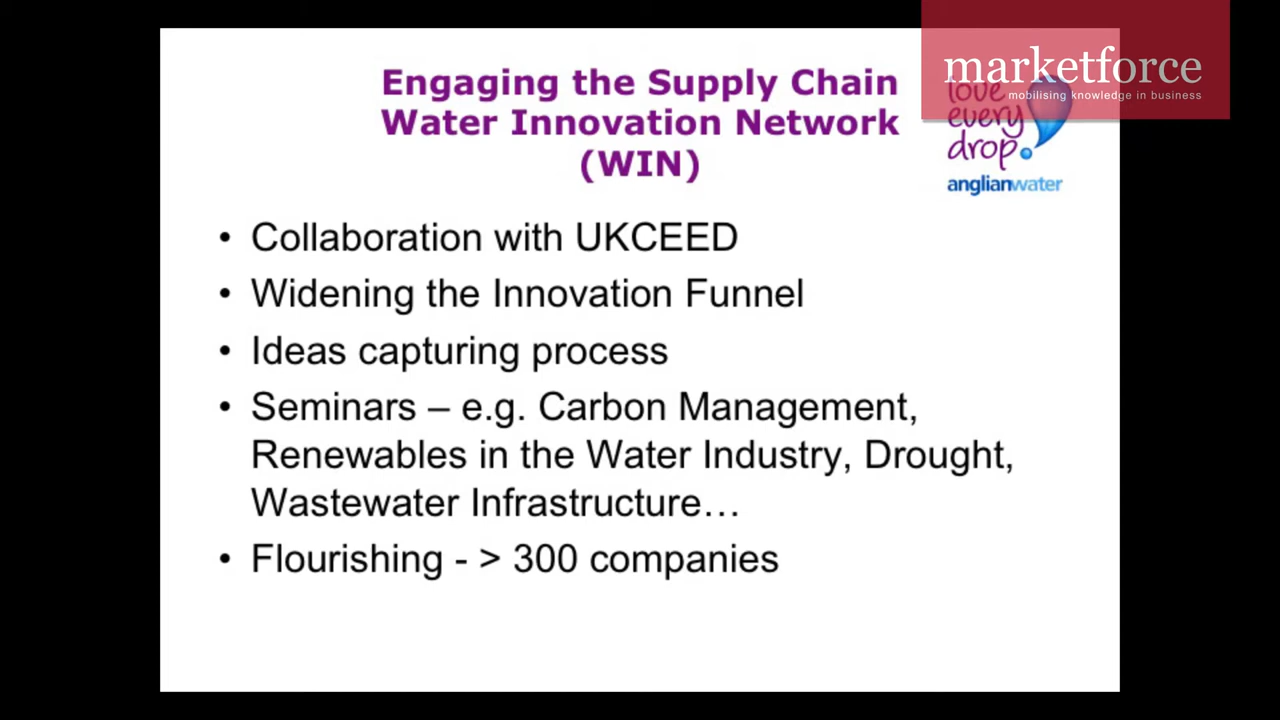 marketforce
mobilising knowledge in business
Engaging the Supply Chain
Water Innovation Network
(WIN)
love
every
drop
anglianwater
• Collaboration with UKCEED
• Widening the Innovation Funnel
• Ideas capturing process
• Seminars – e.g. Carbon Management,
Renewables in the Water Industry, Drought,
Wastewater Infrastructure…
• Flourishing - > 300 companies